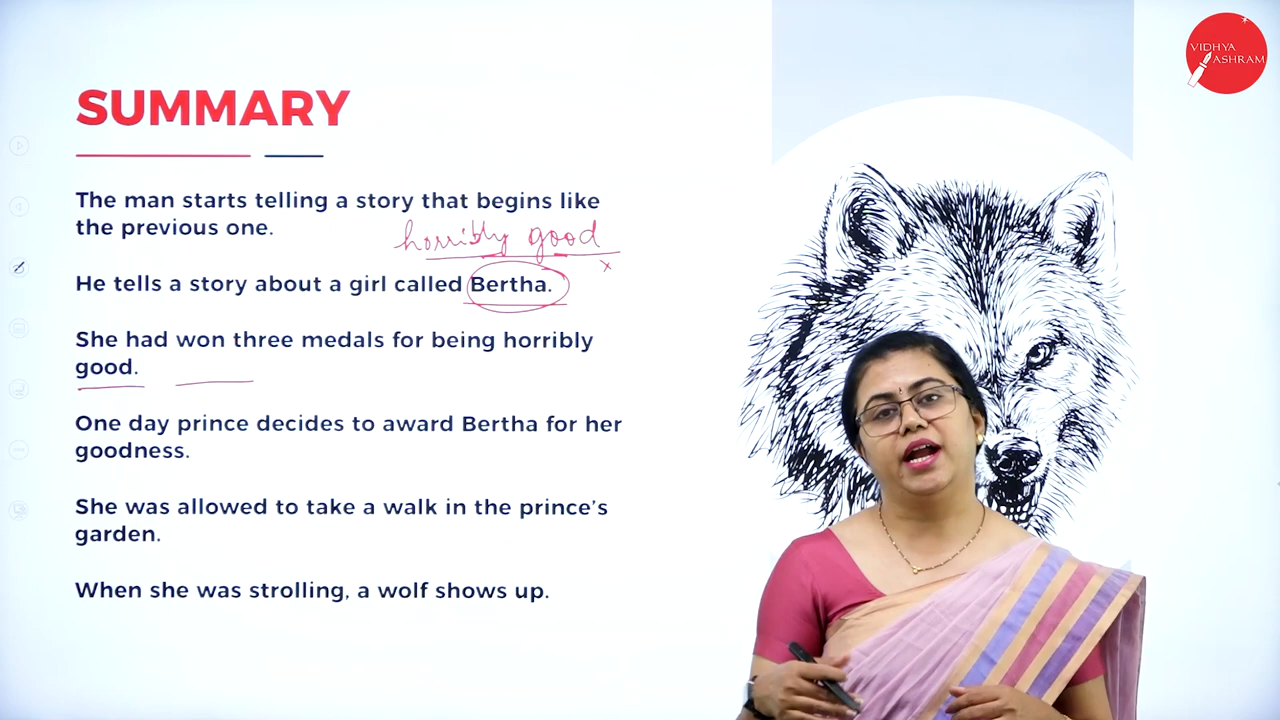 VIDHYA
ASHRAM
SUMMARY
The man starts telling a story that begins like
the previous one.
horribly good
He tells a story about a girl called Bertha.
She had won three medals for being horribly
good.
One day prince decides to award Bertha for her
goodness.
She was allowed to take a walk in the prince's
garden.
When she was strolling, a wolf shows up.